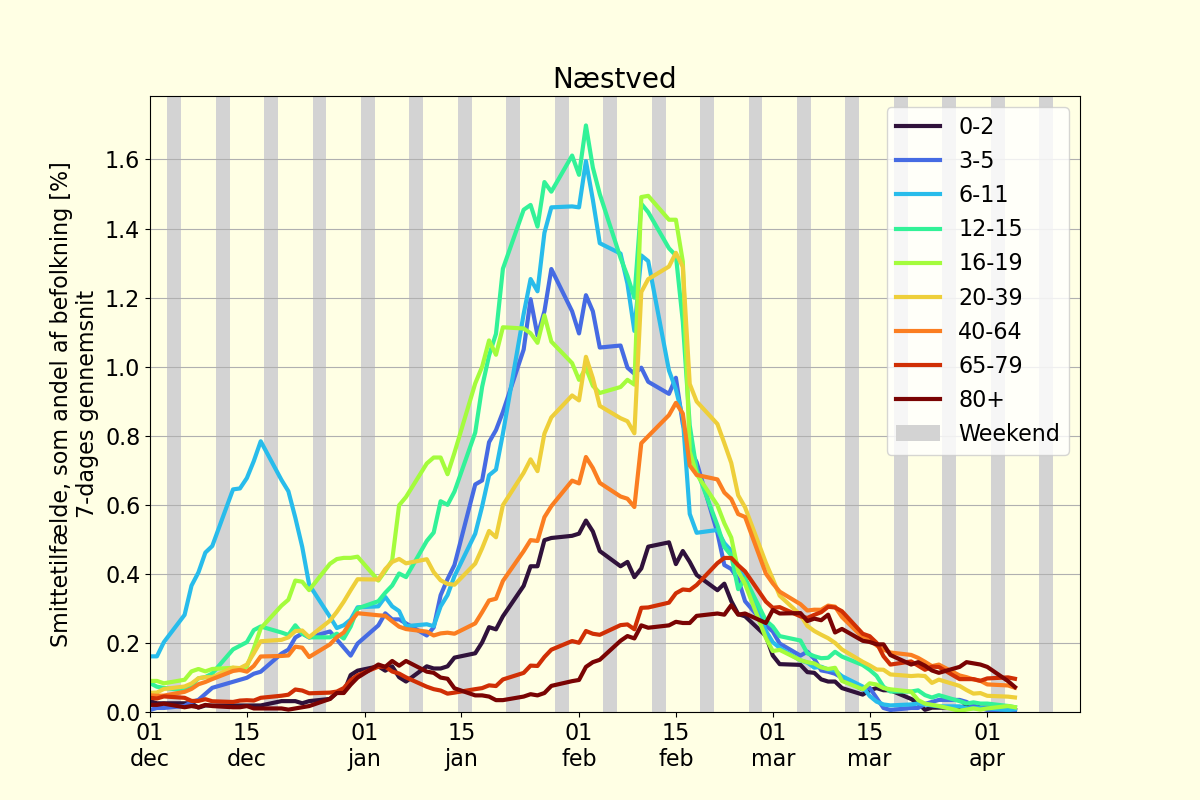 Næstved
Smittetilfælde, som andel af befolkning [%]
7-dages gennemsnit
1.6
1.4
1.2
1.0
0.8
0.6
0.4
0.2
0.0
01 dec
15 dec
01 jan
15 jan
01 feb
15 feb
01 mar
15 mar
01 apr
0-2
3-5
6-11
12-15
16-19
20-39
40-64
65-79
80+
Weekend